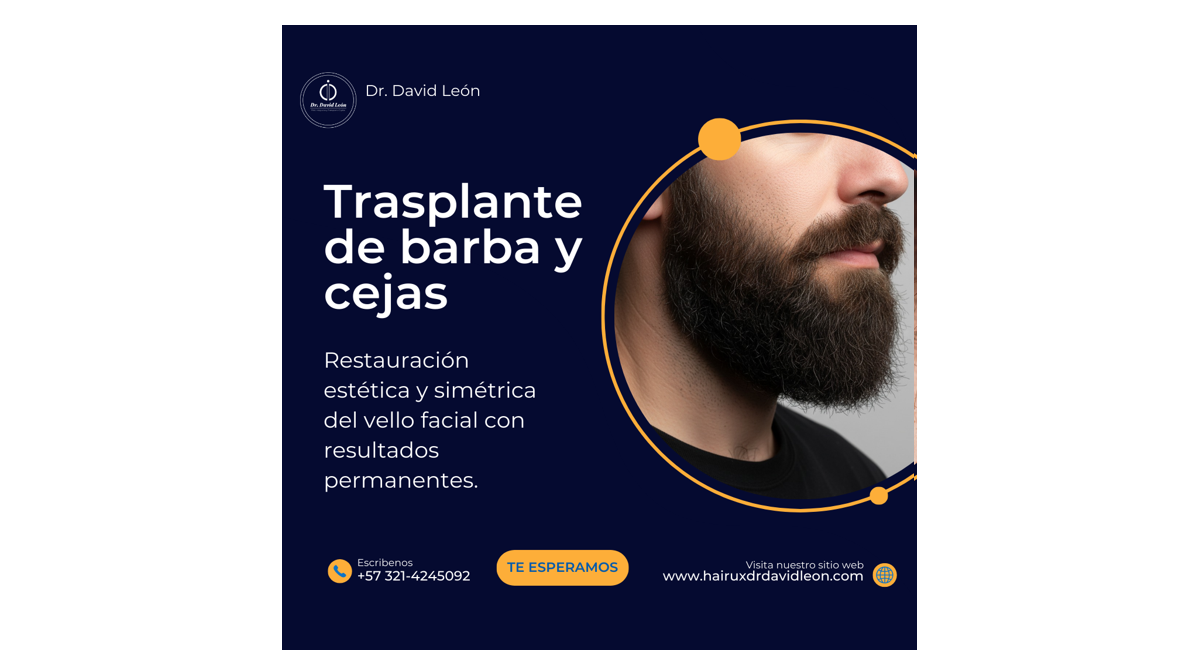 Dr. David León
Dr. David León
Trasplante
de barba y
cejas
Restauración
estética y simétrica
del vello facial con
resultados
permanentes.
Escribenos
+57 321-4245092
TE ESPERAMOS
Visita nuestro sitio web
www.hairuxdrdavidleon.com